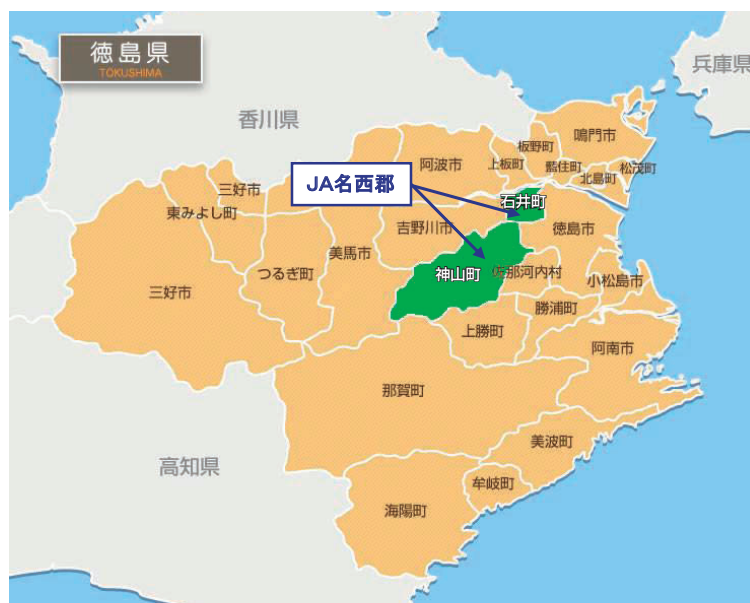 徳島県
TOKUSHIMA
兵庫県
香川県
鳴門市
板野町
松茂町
阿波市
上板町
藍住町
北島町
三好市
JA名西郡
石井町
東みよし町
吉野川市
徳島市
美馬市
つるぎ町
神山町
佐那河内村
小松島市
三好市
勝浦町
上勝町
阿南市
那賀町
美波町
高知県
牟岐町
海陽町